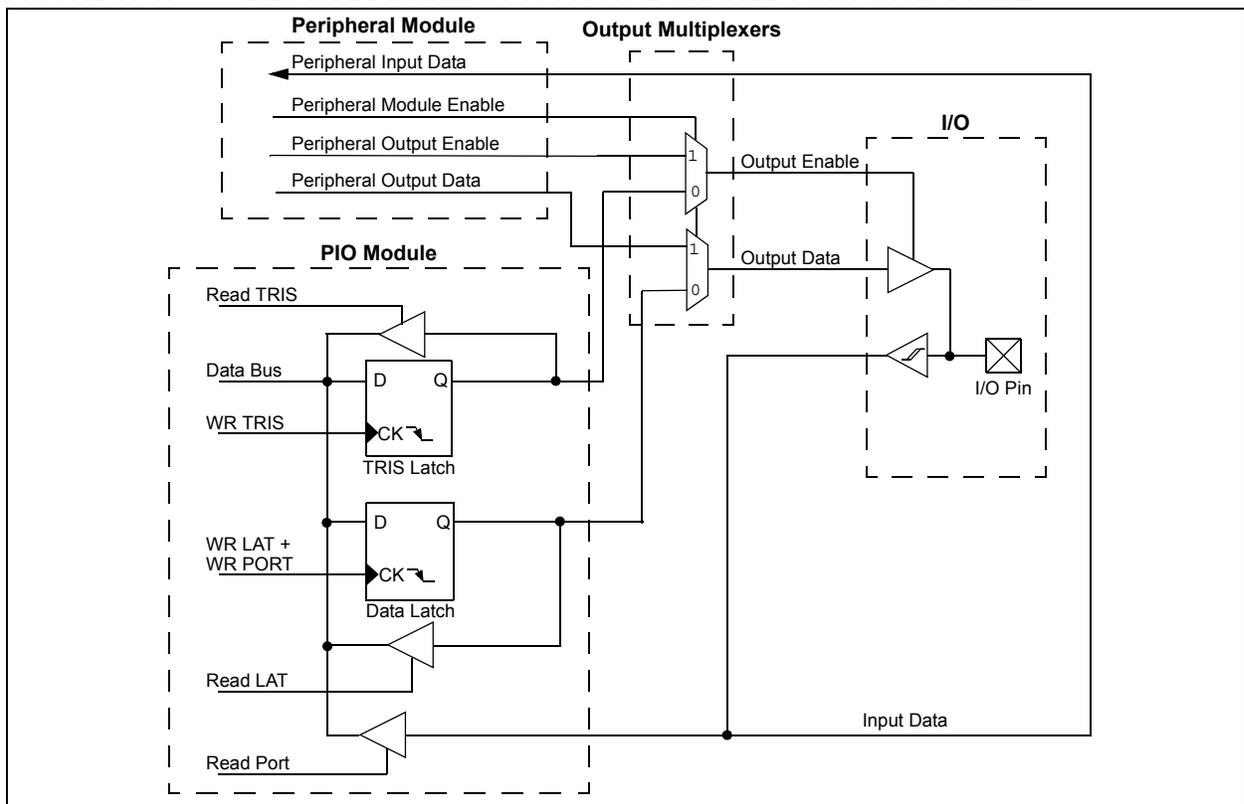 Peripheral Module
Output Multiplexers
Peripheral Input Data
Peripheral Module Enable
Peripheral Output Enable
Peripheral Output Data
1
0
Output Enable
I/O
1
0
Output Data
I/O Pin
PIO Module
Read TRIS
Data Bus
D Q
WR TRIS
CK
TRIS Latch
D Q
WR LAT +
WR PORT
CK
Data Latch
Read LAT
Input Data
Read Port